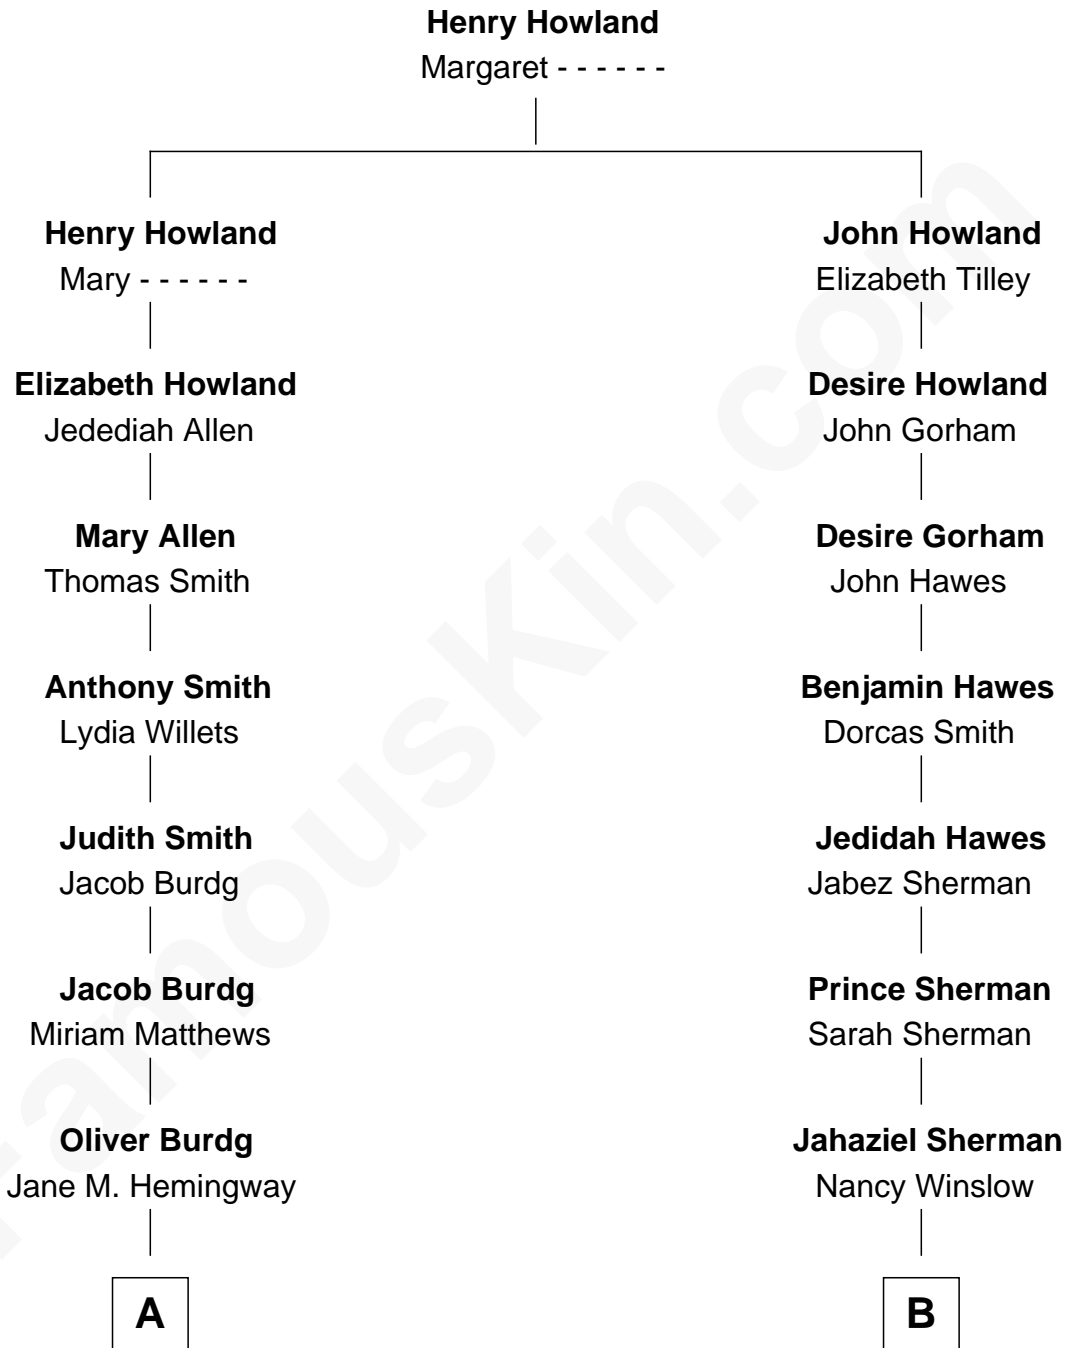 Henry Howland
Margaret - - - - - -
Henry Howland
Mary - - - - - -
Elizabeth Howland
Jedediah Allen
Mary Allen
Thomas Smith
Anthony Smith
Lydia Willets
Judith Smith
Jacob Burdg
Jacob Burdg
Miriam Matthews
Oliver Burdg
Jane M. Hemingway
A
John Howland
Elizabeth Tilley
Desire Howland
John Gorham
Desire Gorham
John Hawes
Benjamin Hawes
Dorcas Smith
Jedidah Hawes
Jabez Sherman
Prince Sherman
Sarah Sherman
Jahaziel Sherman
Nancy Winslow
B
FamousKin.com